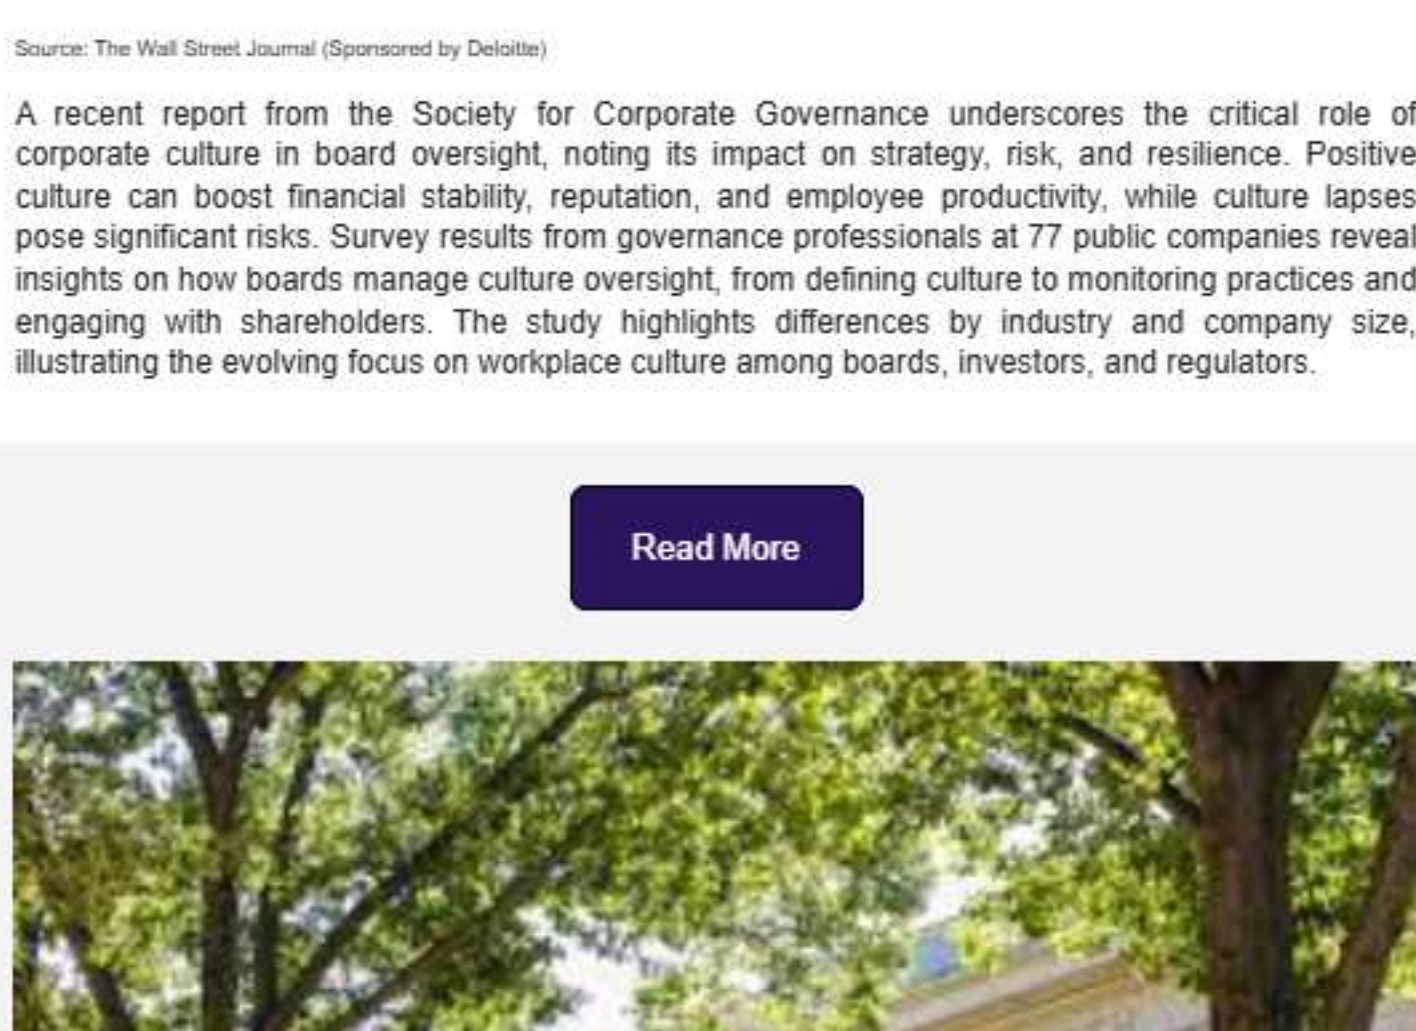 Source: The Wall Street Journal (Sponsored by Deloitte)
A recent report from the Society for Corporate Governance underscores the critical role of
corporate culture in board oversight, noting its impact on strategy, risk, and resilience. Positive
culture can boost financial stability, reputation, and employee productivity, while culture lapses
pose significant risks. Survey results from governance professionals at 77 public companies reveal
insights on how boards manage culture oversight, from defining culture to monitoring practices and
engaging with shareholders. The study highlights differences by industry and company size,
illustrating the evolving focus on workplace culture among boards, investors, and regulators.
Read More